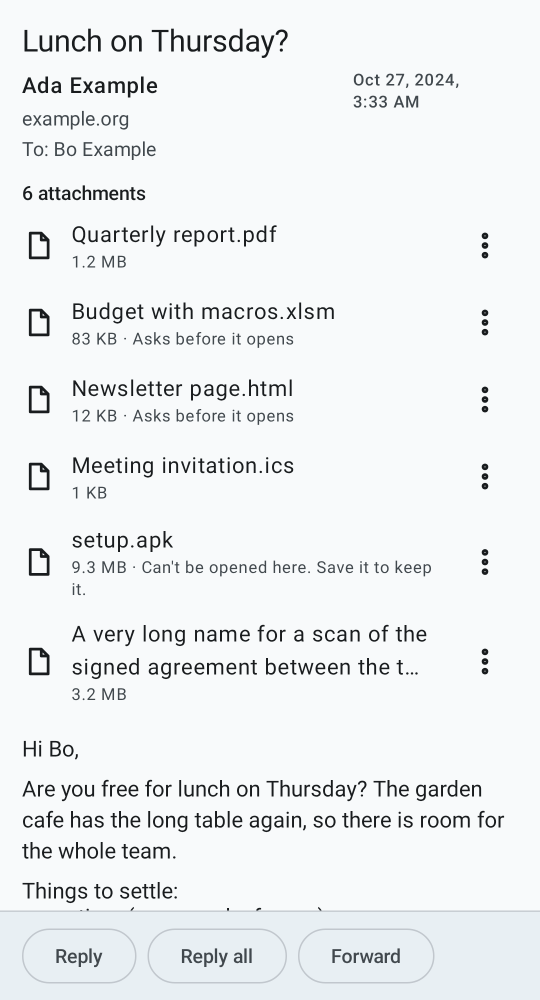 Lunch on Thursday?
Ada Example
Oct 27, 2024,
3:33 AM
example.org
To: Bo Example
6 attachments
Quarterly report.pdf
1.2 MB
Budget with macros.xlsm
83 KB · Asks before it opens
Newsletter page.html
12 KB · Asks before it opens
Meeting invitation.ics
1 KB
setup.apk
9.3 MB · Can't be opened here. Save it to keep
it.
A very long name for a scan of the
signed agreement between the t…
3.2 MB
Hi Bo,
Are you free for lunch on Thursday? The garden
cafe has the long table again, so there is room for
the whole team.
Things to settle:
Reply
Reply all
Forward